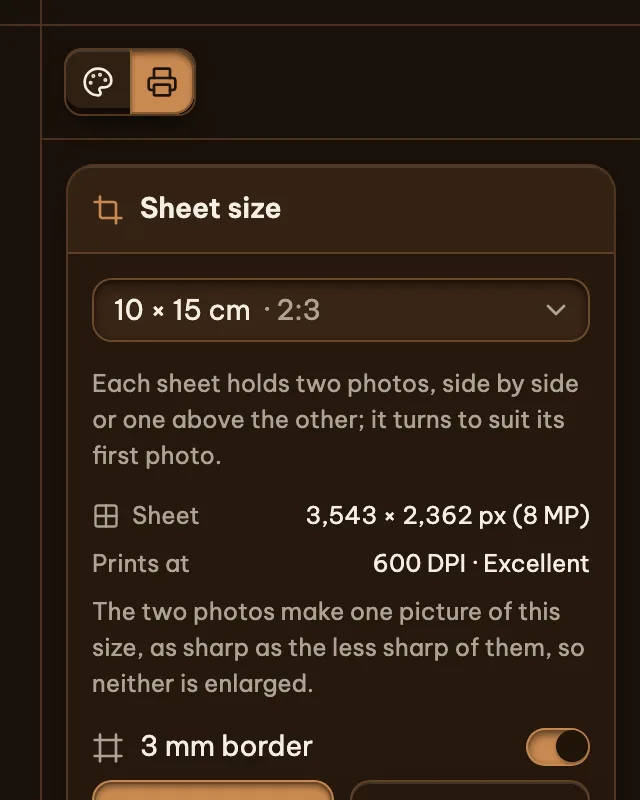 Sheet size
10 × 15 cm · 2:3
Each sheet holds two photos, side by side
or one above the other; it turns to suit its
first photo.
Sheet 3,543 × 2,362 px (8 MP)
Prints at 600 DPI · Excellent
The two photos make one picture of this
size, as sharp as the less sharp of them, so
neither is enlarged.
3 mm border